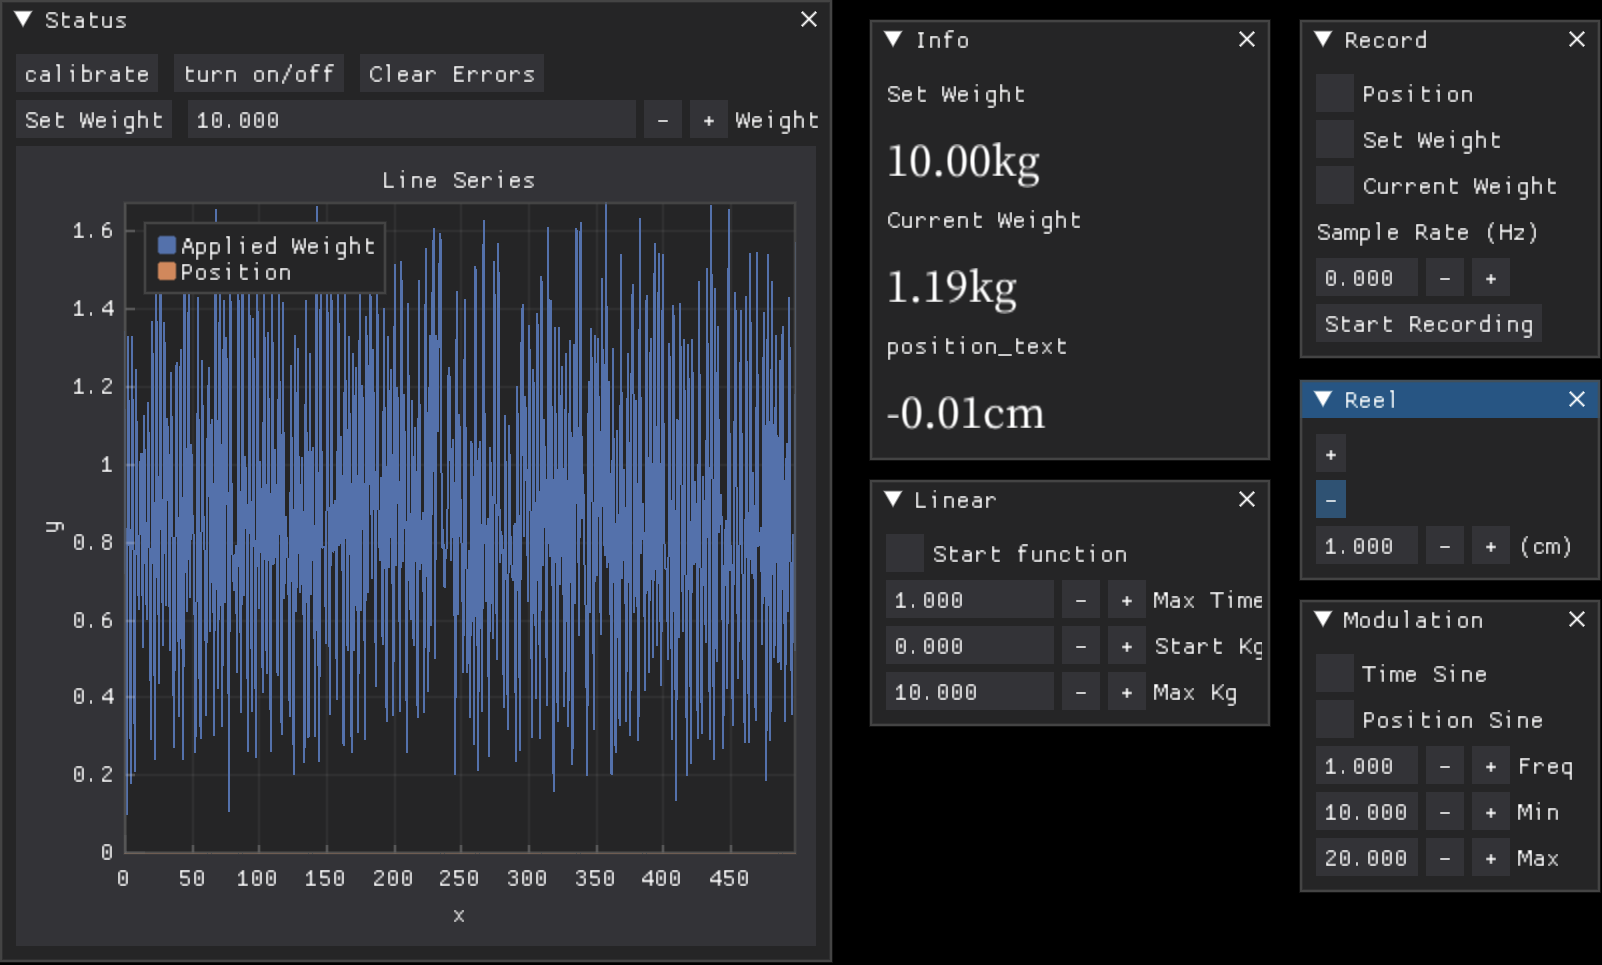 Status
calibrate turn on/off Clear Errors
Set Weight 10.000 - + Weight
Line Series
Applied Weight
Position
1.6
1.4
1.2
1
0.8
0.6
0.4
0.2
0
y
0 50 100 150 200 250 300 350 400 450
x
Info
Set Weight
10.00kg
Current Weight
1.19kg
position_text
-0.01cm
Linear
Start function
1.000 - + Max Time
0.000 - + Start Kg
10.000 - + Max Kg
Record
Position
Set Weight
Current Weight
Sample Rate (Hz)
0.000 - +
Start Recording
Reel
+
-
1.000 - + (cm)
Modulation
Time Sine
Position Sine
1.000 - + Freq
10.000 - + Min
20.000 - + Max